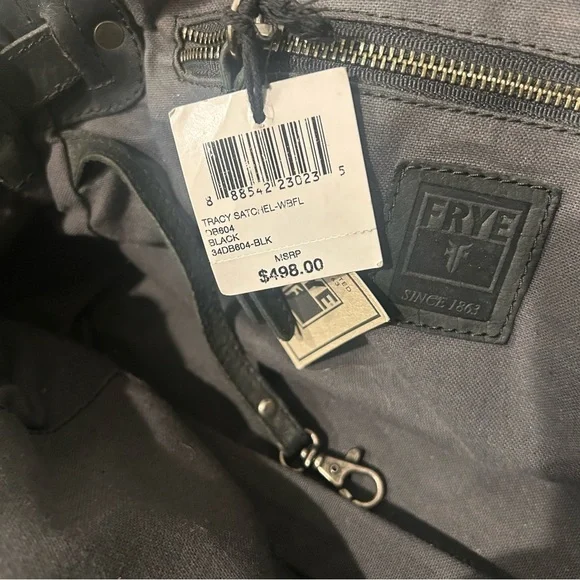 8 88542 23023 5
TRACY SATCHEL-WBFL
DB604
BLACK
34DB604-BLK
MSRP
$498.00
FRYE
SINCE 1863